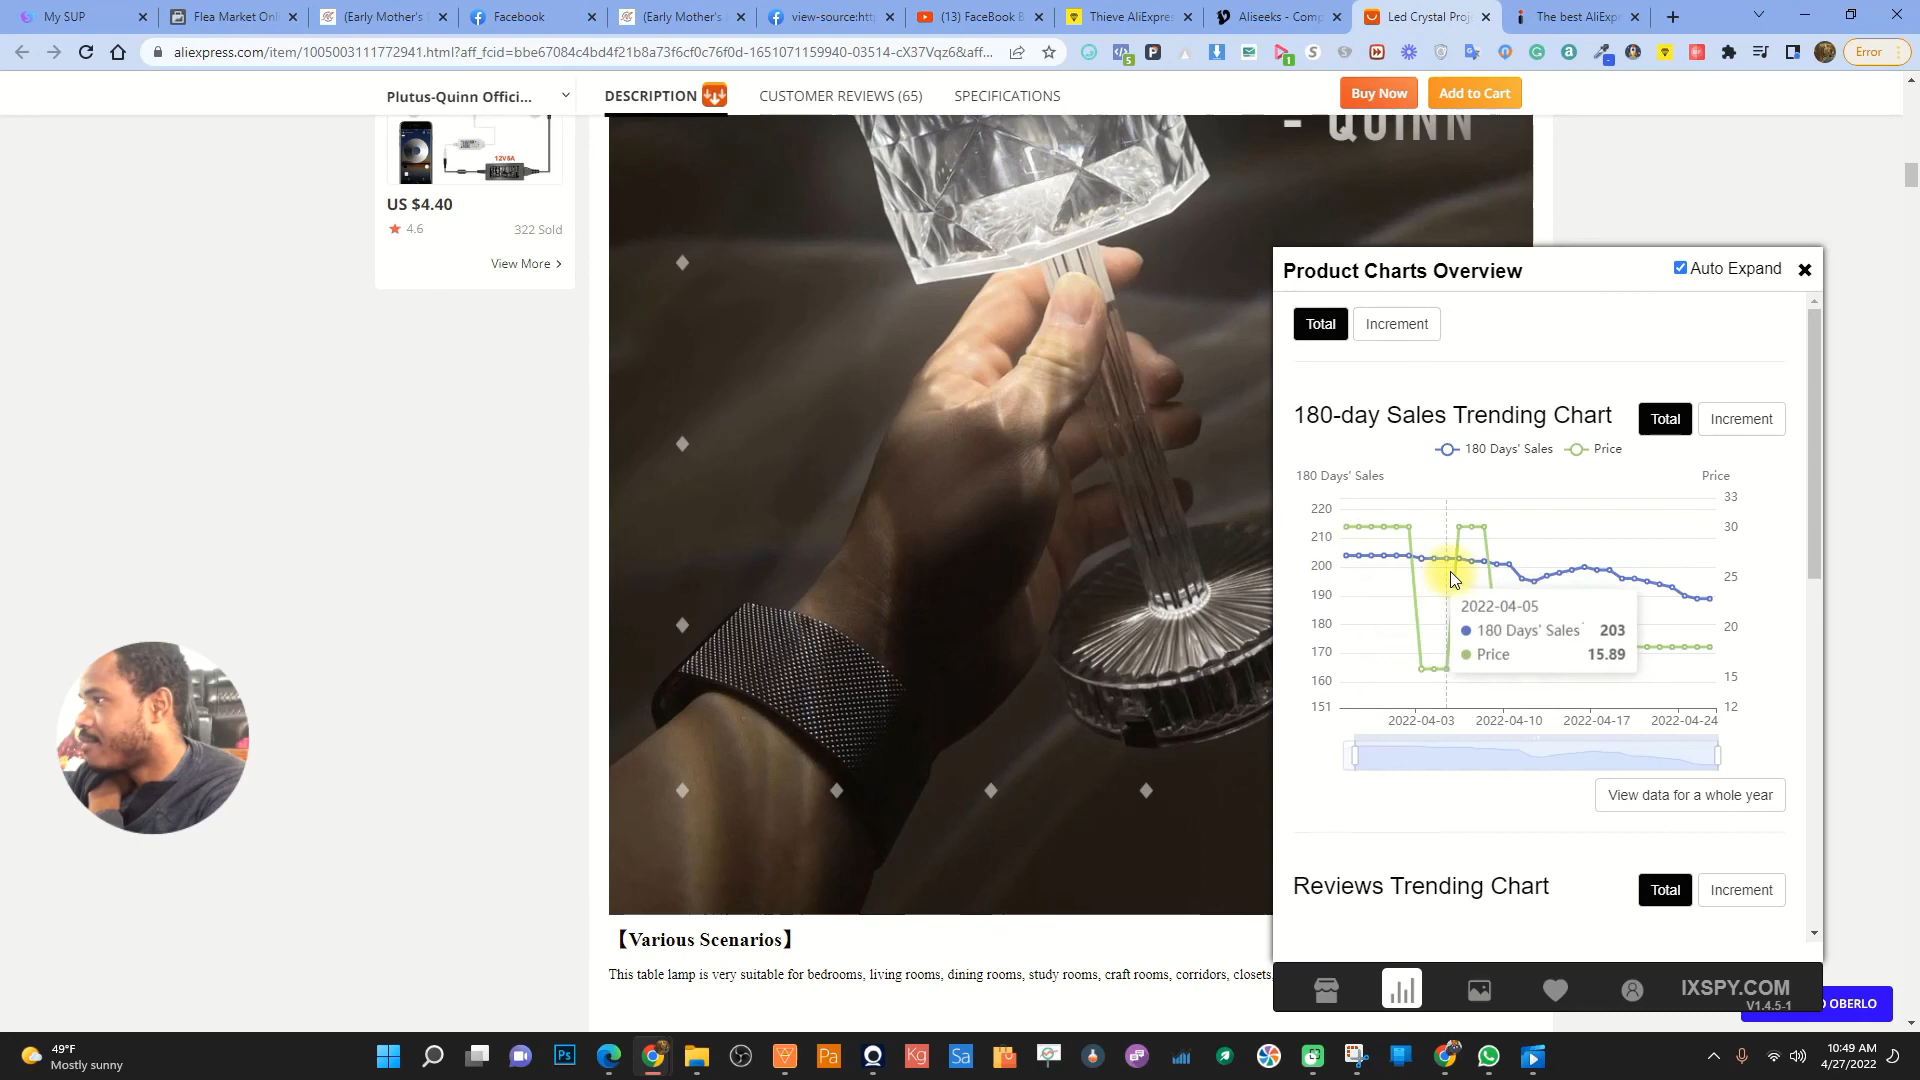 My SUP
Flea Market Onl
(Early Mother's
Facebook
(Early Mother's
view-source:http
(13) FaceBook B
Thieve AliExpres
Aliseeks - Comp
Led Crystal Proj
The best AliExp
aliexpress.com/item/1005003111772941.html?aff_fcid=bbe67084c4bd4f21b8a73f6cf0c76f0d-1651071159940-03514-cX37Vqz6&aff...
Error
Plutus-Quinn Offici...
DESCRIPTION
CUSTOMER REVIEWS (65)
SPECIFICATIONS
Buy Now
Add to Cart
- QUINN
12V6A
US $4.40
4.6
322 Sold
View More >
Product Charts Overview
Auto Expand
Total
Increment
180-day Sales Trending Chart
Total
Increment
180 Days' Sales
Price
180 Days' Sales
Price
220
210
200
190
180
170
160
151
33
30
25
20
15
12
2022-04-05
180 Days' Sales 203
Price 15.89
2022-04-03
2022-04-10
2022-04-17
2022-04-24
View data for a whole year
Reviews Trending Chart
Total
Increment
【Various Scenarios】
This table lamp is very suitable for bedrooms, living rooms, dining rooms, study rooms, craft rooms, corridors, closets,
IXSPY.COM
V1.4.5-1
OBERLO
49°F
Mostly sunny
Ps
Pa
Kg
Sa
10:49 AM
4/27/2022